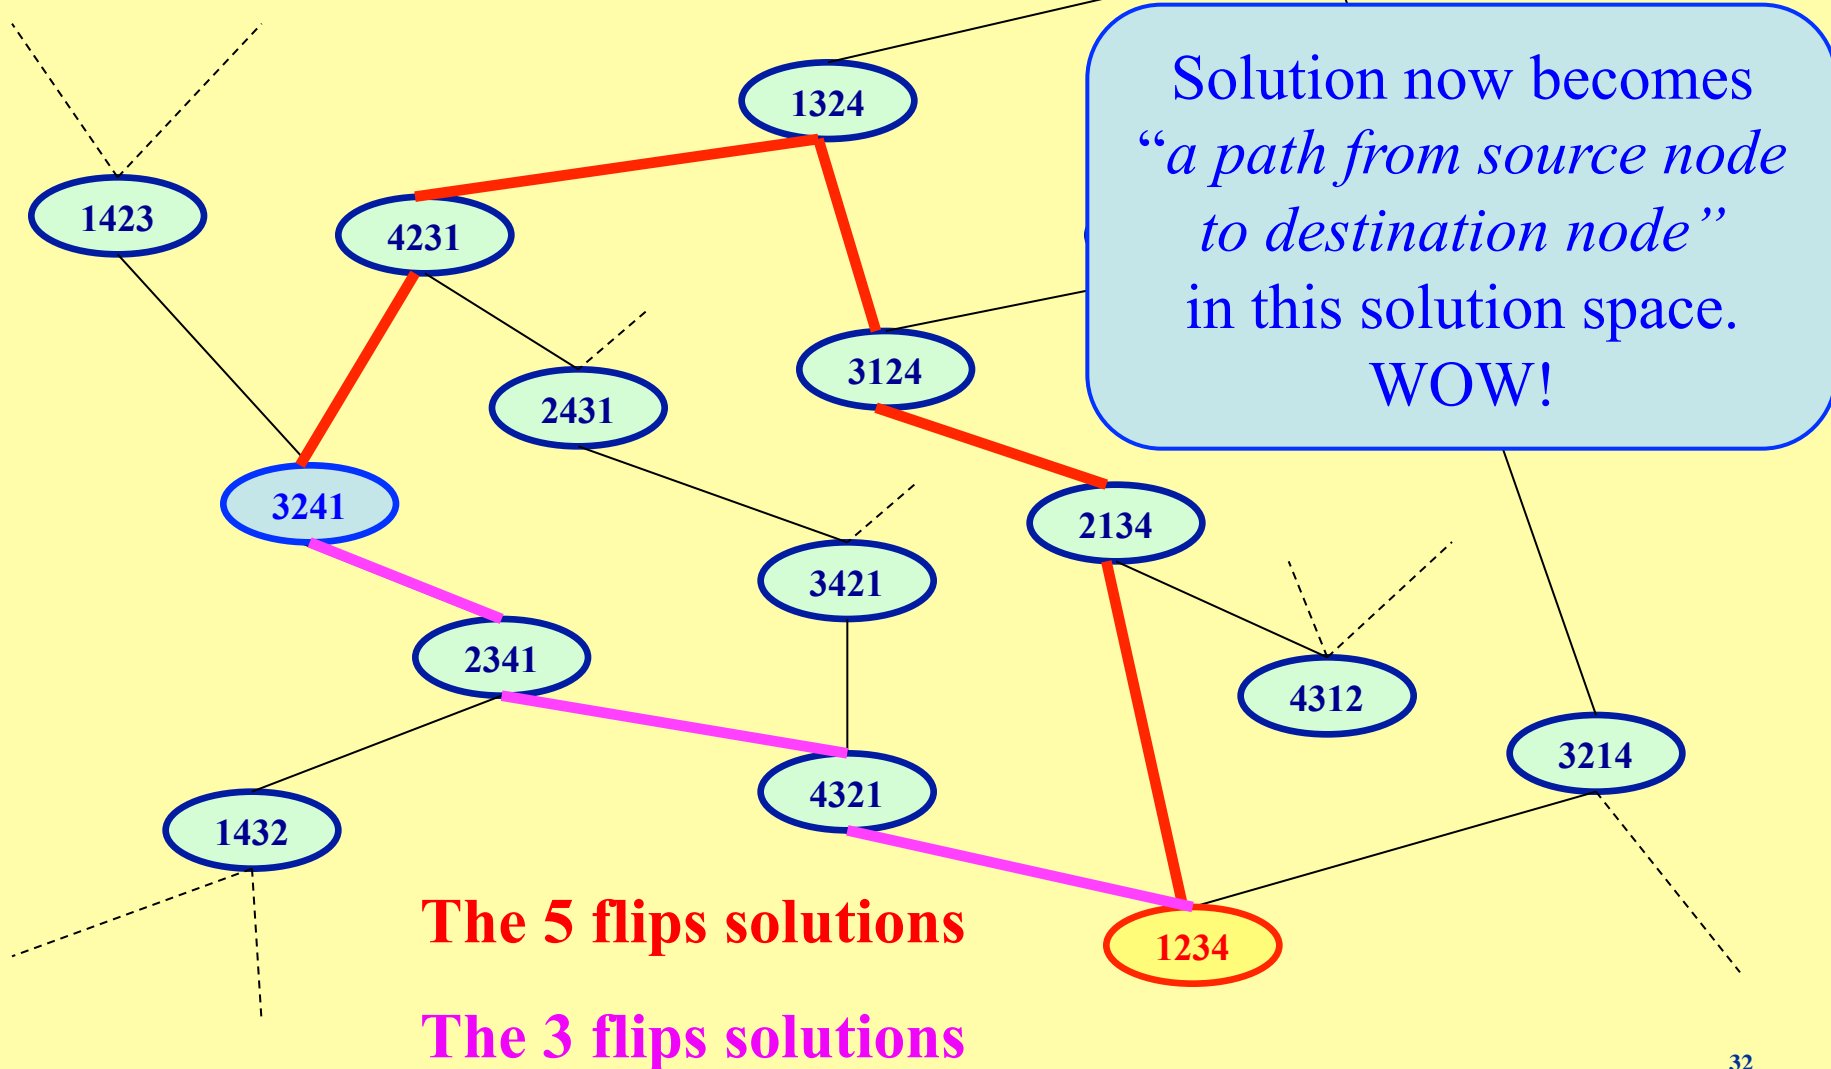 1324
Solution now becomes
“a path from source node
to destination node”
in this solution space.
WOW!
1423
4231
3124
2431
3241
2134
3421
2341
4312
3214
4321
1432
The 5 flips solutions
1234
The 3 flips solutions
32